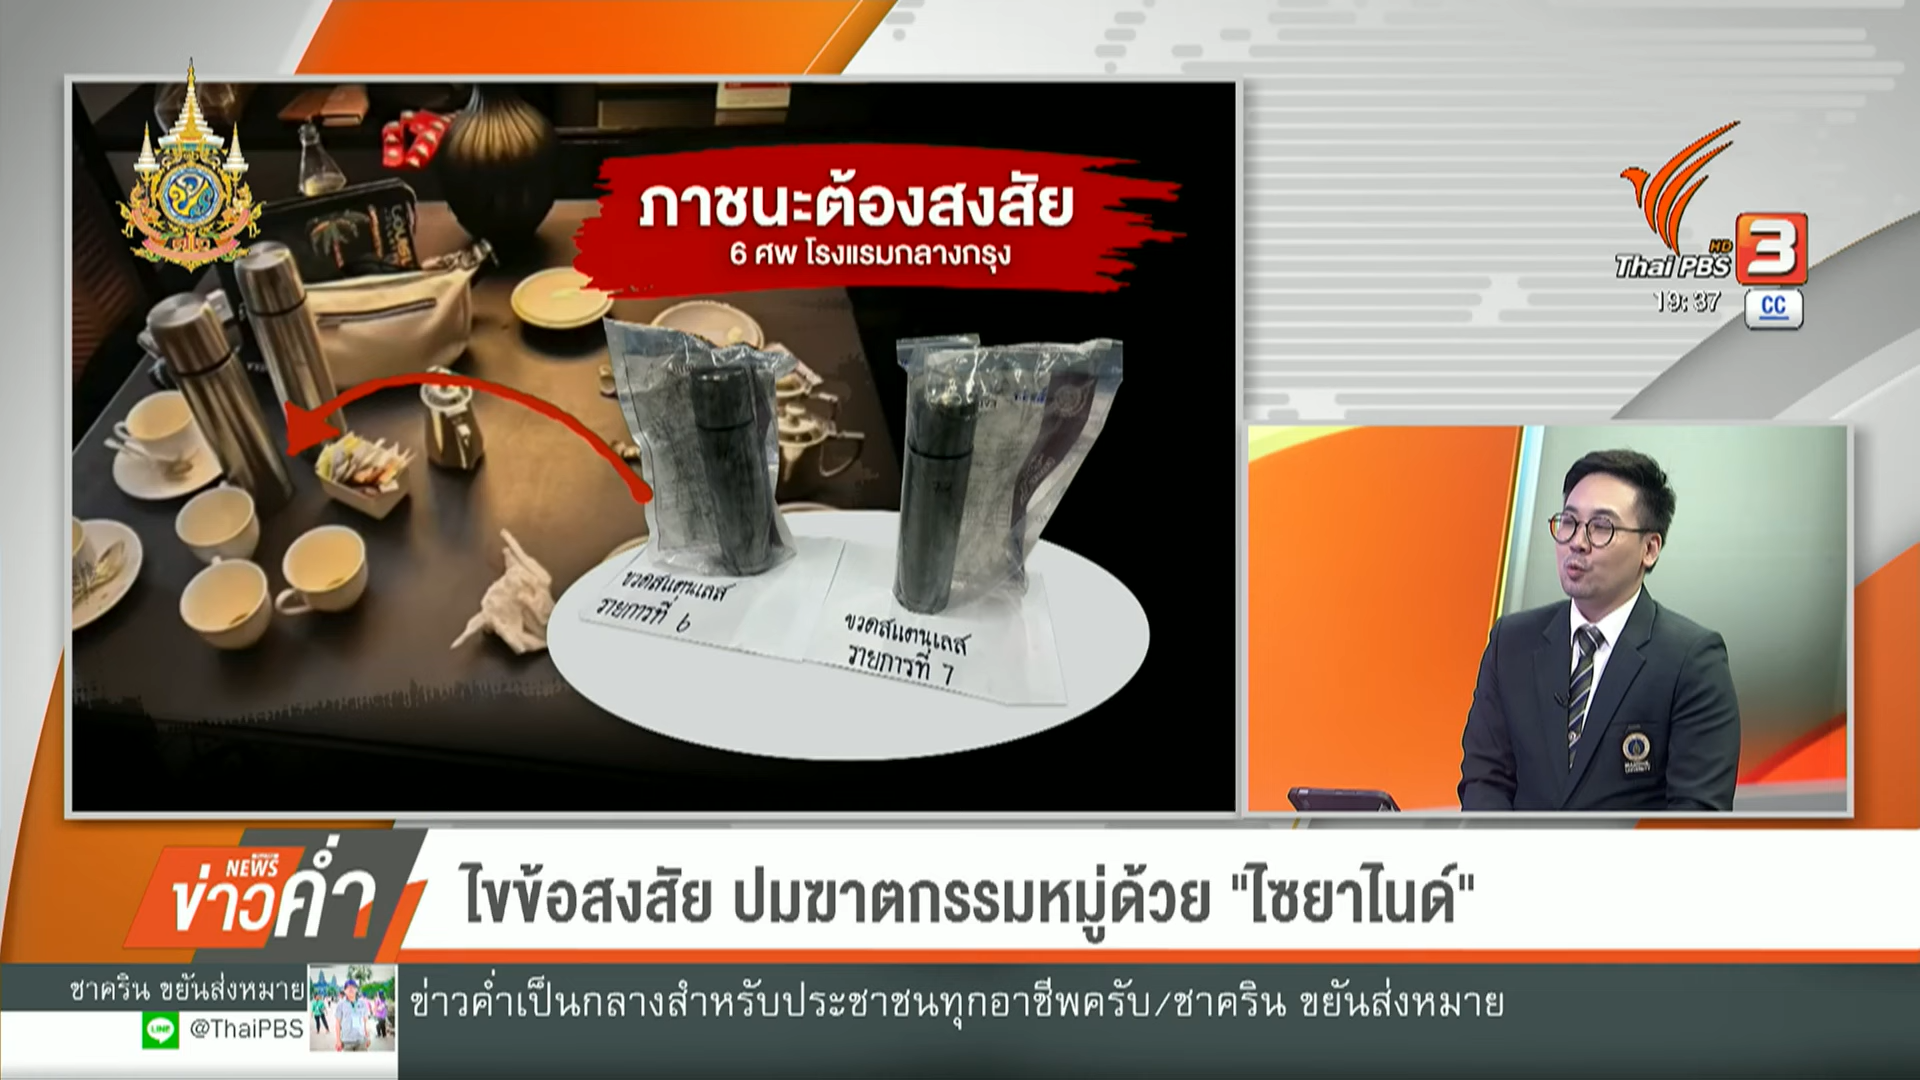 ภาชนะต้องสงสัย
6 ศพ โรงแรมกลางกรุง
HD
Thai PBS 3
19:37
CC
ขวดสแตนเลส
รายการที่ 6
ขวดสแตนเลส
รายการที่ 7
NEWS
ข่าวค่ำ
ไขข้อสงสัย ปมฆาตกรรมหมู่ด้วย "ไซยาไนด์"
ชาคริน ขยันส่งหมาย
LINE @ThaiPBS
ข่าวค่ำเป็นกลางสำหรับประชาชนทุกอาชีพครับ/ชาคริน ขยันส่งหมาย